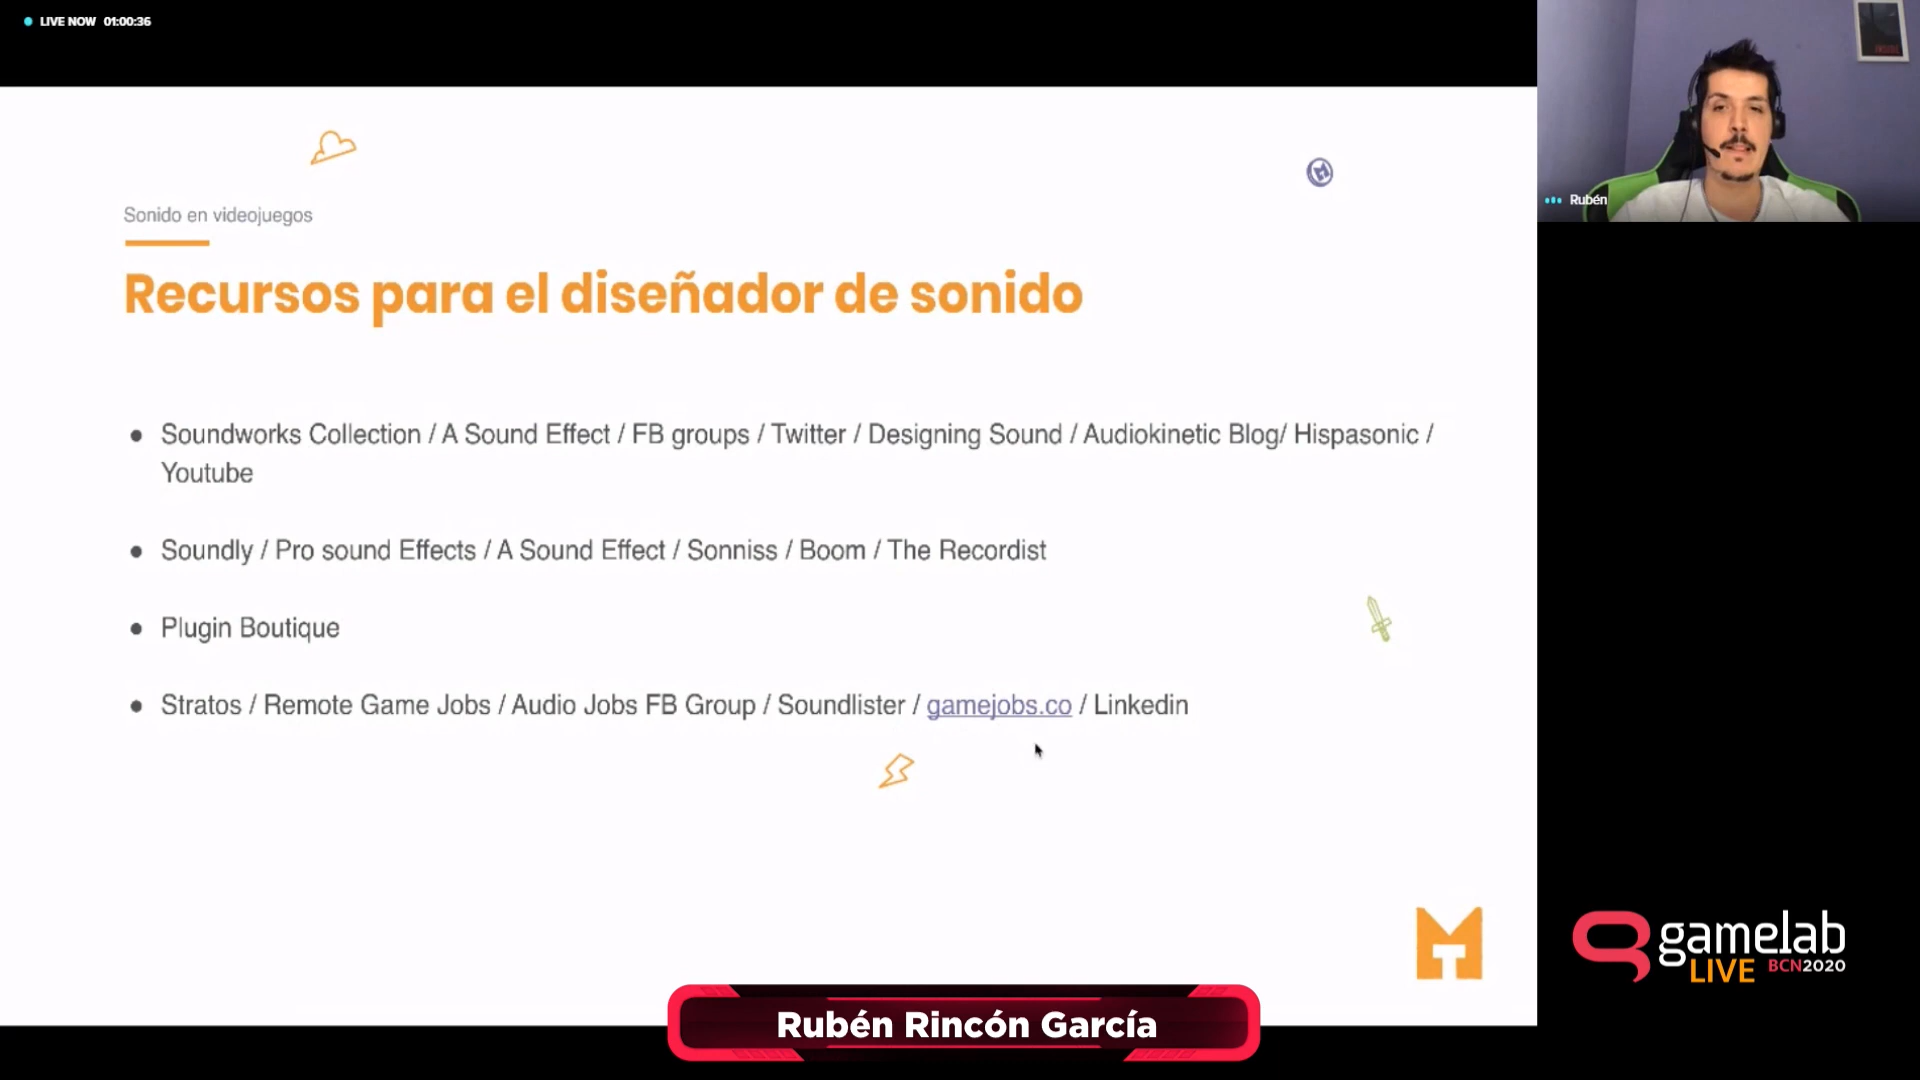 LIVE NOW 01:00:36
Rubén
Sonido en videojuegos
Recursos para el diseñador de sonido
● Soundworks Collection / A Sound Effect / FB groups / Twitter / Designing Sound / Audiokinetic Blog/ Hispasonic /
Youtube
● Soundly / Pro sound Effects / A Sound Effect / Sonniss / Boom / The Recordist
● Plugin Boutique
● Stratos / Remote Game Jobs / Audio Jobs FB Group / Soundlister / gamejobs.co / Linkedin
gamelab
LIVE BCN2020
Rubén Rincón García